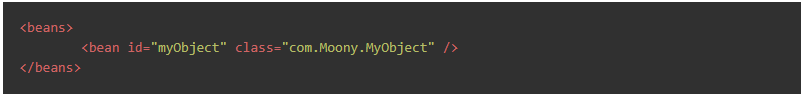 <beans>
        <bean id="myObject" class="com.Moony.MyObject" />
</beans>